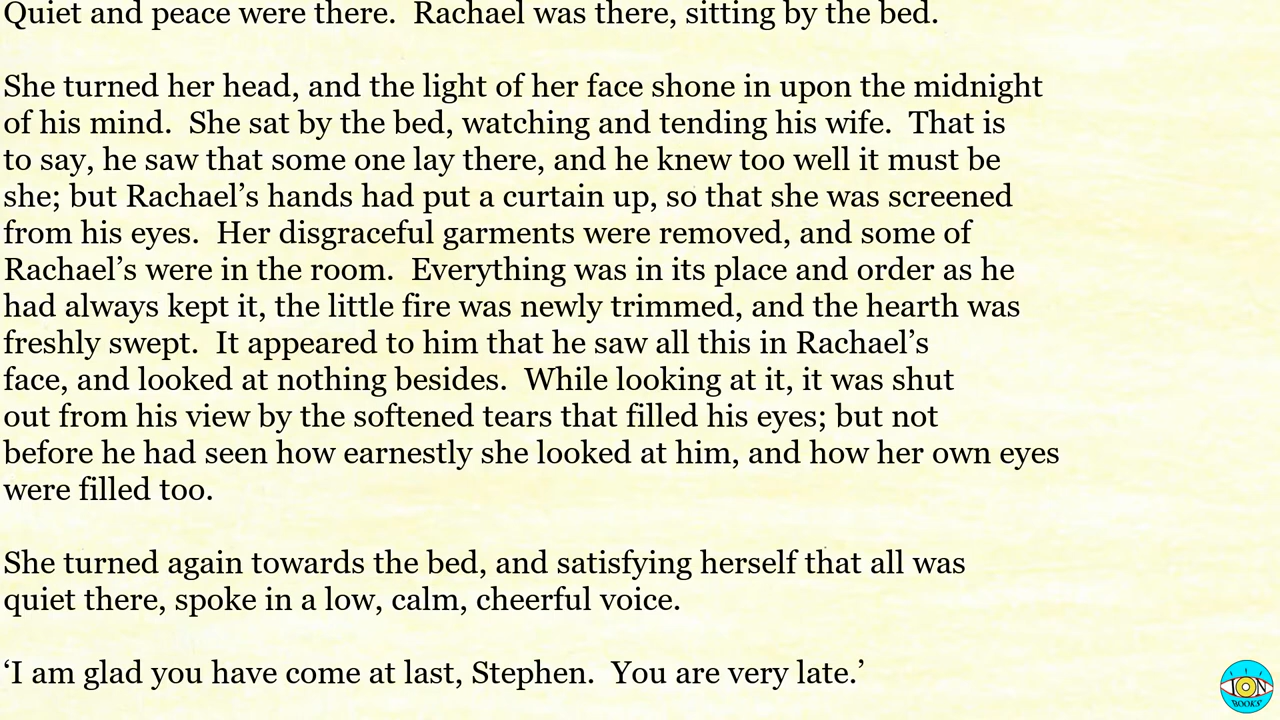 Quiet and peace were there.  Rachael was there, sitting by the bed.
She turned her head, and the light of her face shone in upon the midnight
of his mind.  She sat by the bed, watching and tending his wife.  That is
to say, he saw that some one lay there, and he knew too well it must be
she; but Rachael’s hands had put a curtain up, so that she was screened
from his eyes.  Her disgraceful garments were removed, and some of
Rachael’s were in the room.  Everything was in its place and order as he
had always kept it, the little fire was newly trimmed, and the hearth was
freshly swept.  It appeared to him that he saw all this in Rachael’s
face, and looked at nothing besides.  While looking at it, it was shut
out from his view by the softened tears that filled his eyes; but not
before he had seen how earnestly she looked at him, and how her own eyes
were filled too.
She turned again towards the bed, and satisfying herself that all was
quiet there, spoke in a low, calm, cheerful voice.
‘I am glad you have come at last, Stephen.  You are very late.’
ION
BOOKS